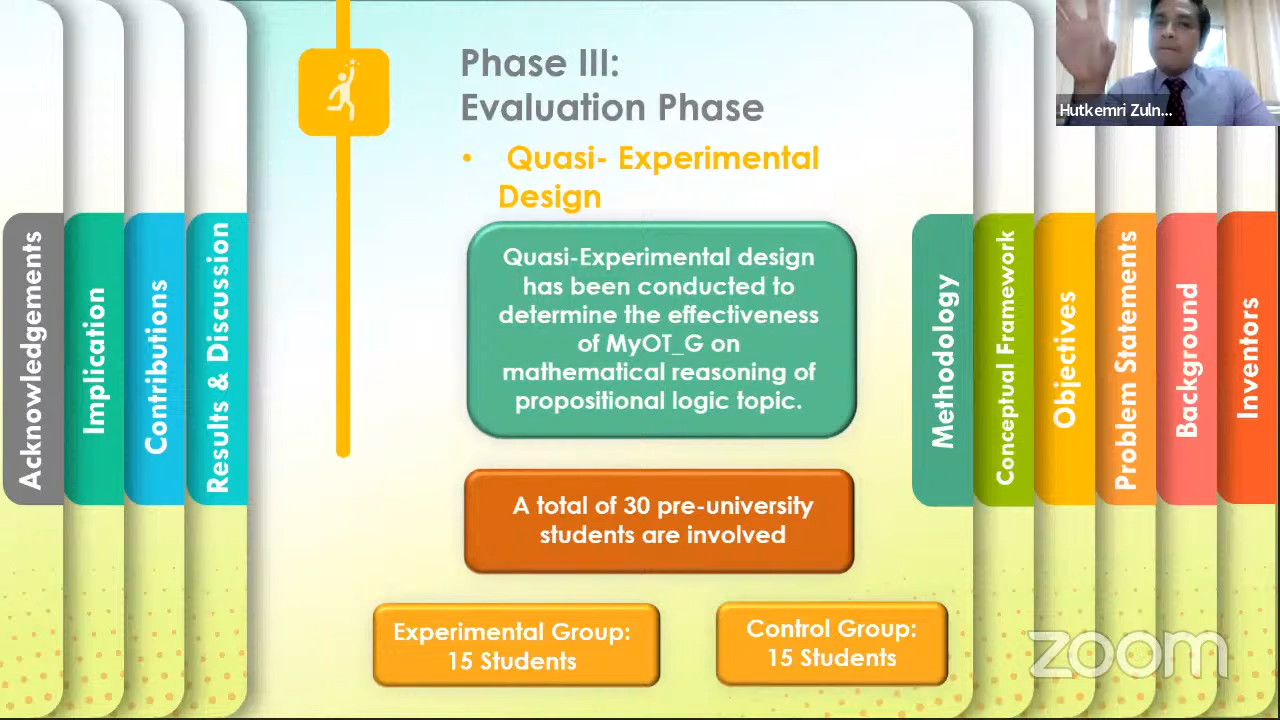 Phase III:
Evaluation Phase
• Quasi- Experimental
Design
Quasi-Experimental design
has been conducted to
determine the effectiveness
of MyOT_G on
mathematical reasoning of
propositional logic topic.
A total of 30 pre-university
students are involved
Experimental Group:
15 Students
Control Group:
15 Students
Acknowledgements
Implication
Contributions
Results & Discussion
Methodology
Conceptual Framework
Objectives
Problem Statements
Background
Inventors
Hutkemri Zuln...
zoom